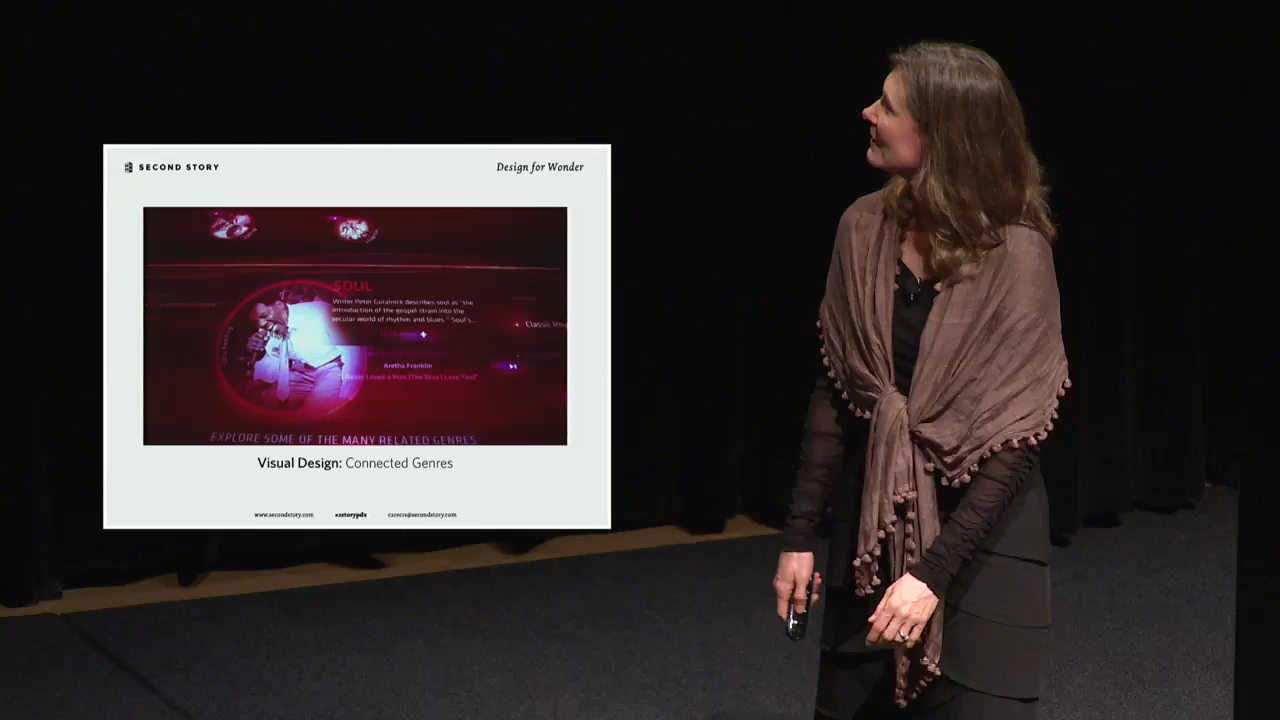 SECOND STORY
Design for Wonder
SOUL
Writer Peter Guralnick describes soul as "the
introduction of the gospel strain into the
secular world of rhythm and blues." Soul's...
Classic Rhy
Aretha Franklin
I Never Loved a Man (The Way I Love You)"
EXPLORE SOME OF THE MANY RELATED GENRES
Visual Design: Connected Genres
www.secondstory.com
careers@secondstory.com